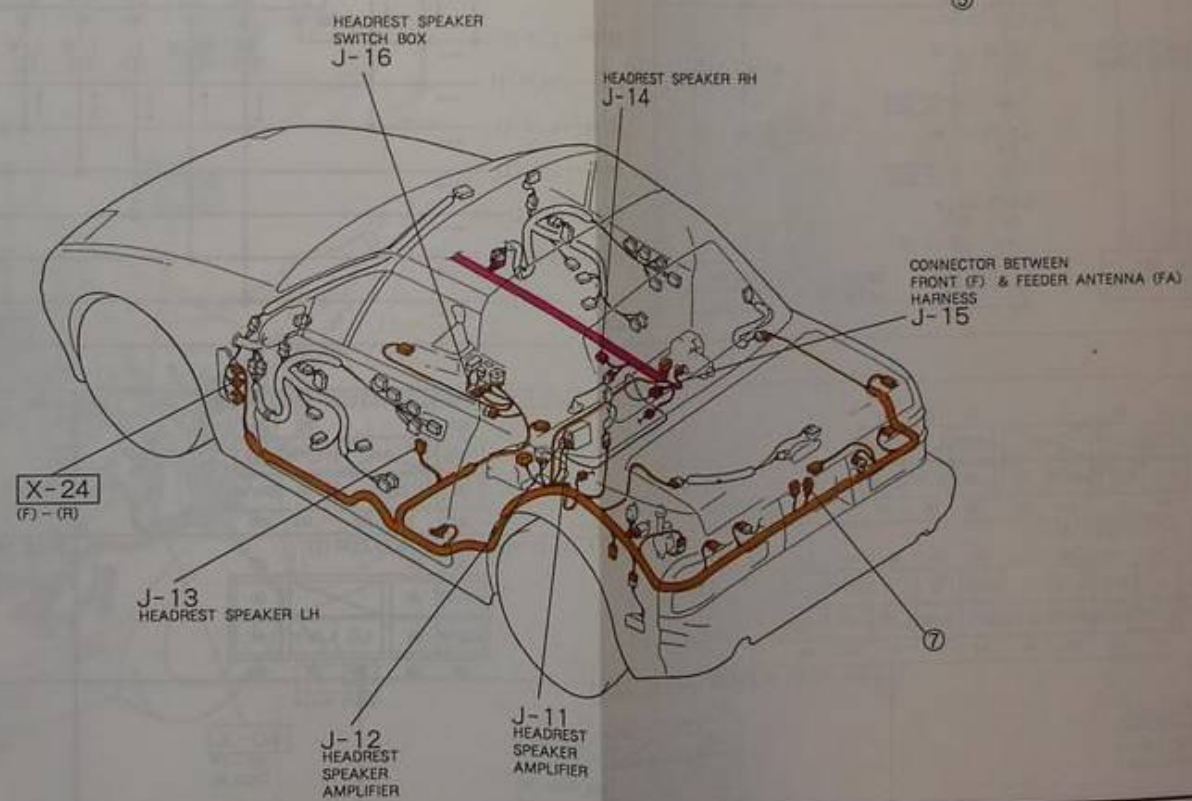 ⑤
HEADREST SPEAKER
SWITCH BOX
J-16
HEADREST SPEAKER RH
J-14
CONNECTOR BETWEEN
FRONT (F) & FEEDER ANTENNA (FA)
HARNESS
J-15
X-24
(F) – (R)
J-13
HEADREST SPEAKER LH
⑦
J-12
HEADREST
SPEAKER
AMPLIFIER
J-11
HEADREST
SPEAKER
AMPLIFIER